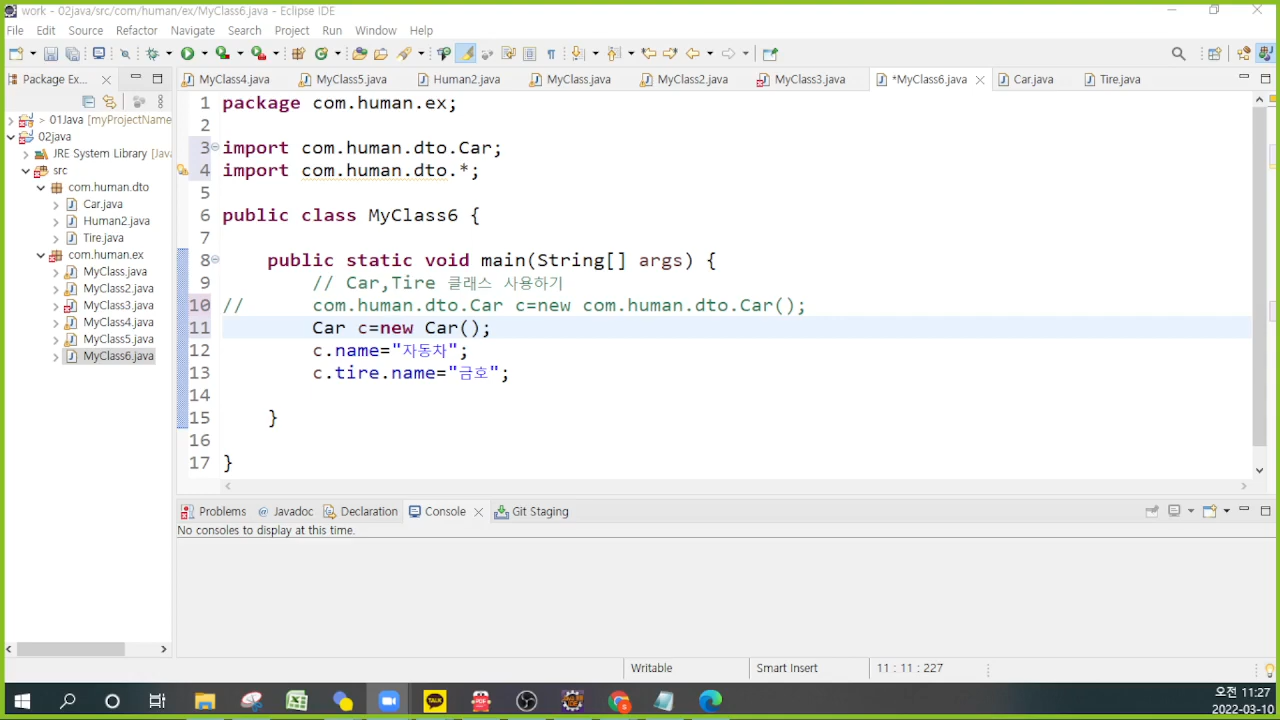 work - 02java/src/com/human/ex/MyClass6.java - Eclipse IDE
File Edit Source Refactor Navigate Search Project Run Window Help
Package Ex...
MyClass4.java MyClass5.java Human2.java MyClass.java MyClass2.java MyClass3.java *MyClass6.java Car.java Tire.java
> 01Java [myProjectName
02java
JRE System Library [Java
src
com.human.dto
Car.java
Human2.java
Tire.java
com.human.ex
MyClass.java
MyClass2.java
MyClass3.java
MyClass4.java
MyClass5.java
MyClass6.java
1 package com.human.ex;
2
3 import com.human.dto.Car;
4 import com.human.dto.*;
5
6 public class MyClass6 {
7
8 public static void main(String[] args) {
9 // Car,Tire 클래스 사용하기
10 // com.human.dto.Car c=new com.human.dto.Car();
11 Car c=new Car();
12 c.name="자동차";
13 c.tire.name="금호";
14
15 }
16
17 }
Problems Javadoc Declaration Console Git Staging
No consoles to display at this time.
Writable Smart Insert 11 : 11 : 227
TALK
PDF
오전 11:27
2022-03-10